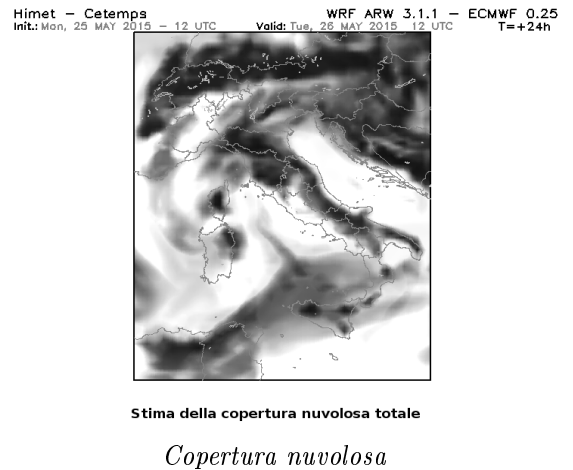 Himet – Cetemps WRF ARW 3.1.1 – ECMWF 0.25
Init.: Mon, 25 MAY 2015 – 12 UTC Valid: Tue, 26 MAY 2015 12 UTC T=+24h
Stima della copertura nuvolosa totale
Copertura nuvolosa